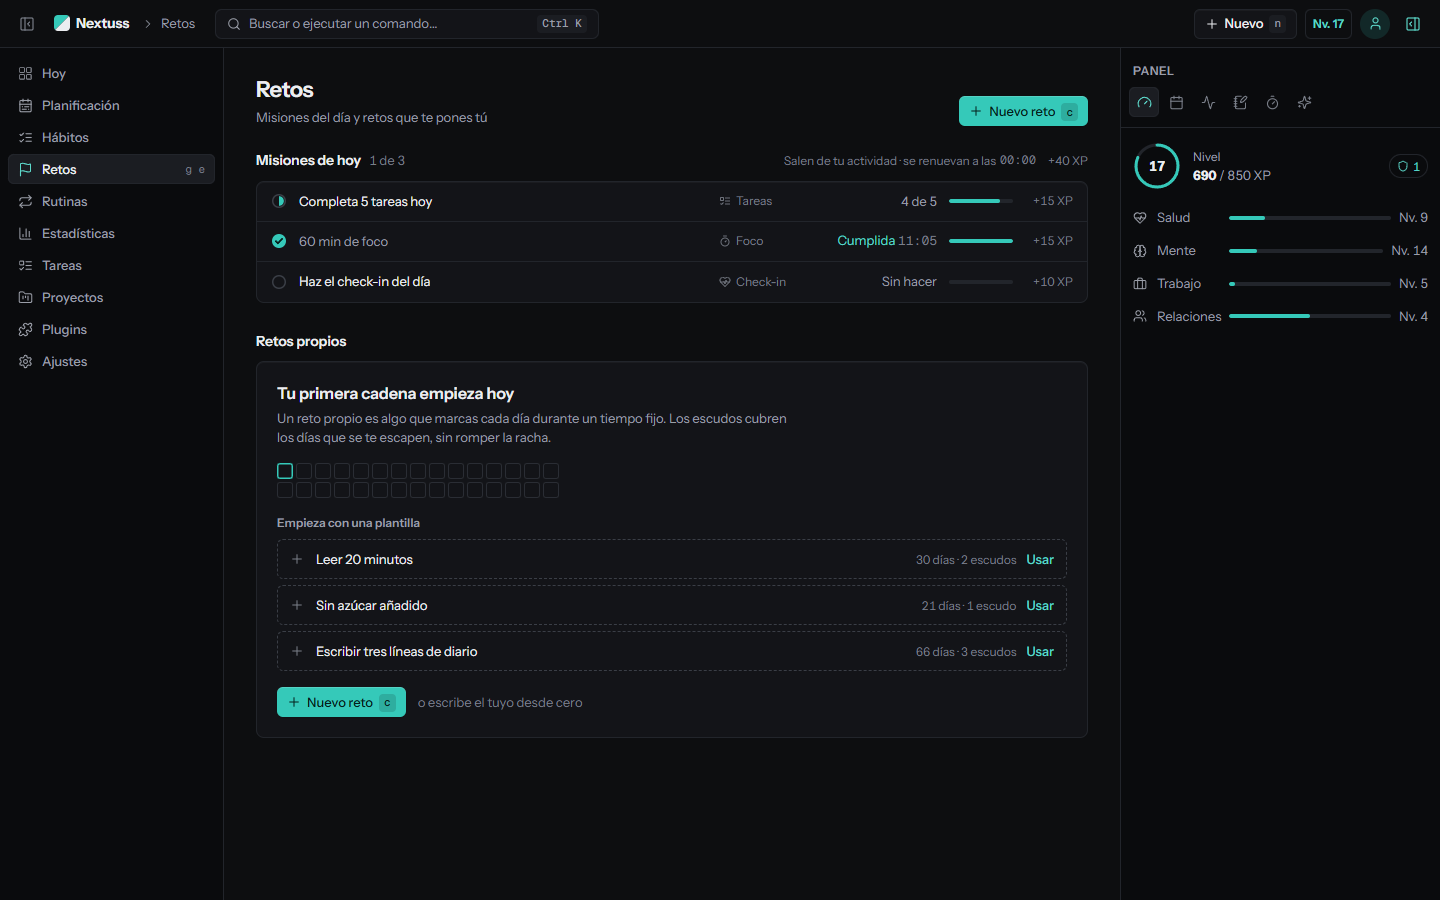 Nextuss
Retos
Buscar o ejecutar un comando...
Ctrl K
Nuevo n
Nv. 17
Hoy
Planificación
Hábitos
Retos g e
Rutinas
Estadísticas
Tareas
Proyectos
Plugins
Ajustes
Retos
Misiones del día y retos que te pones tú
Nuevo reto c
Misiones de hoy 1 de 3
Salen de tu actividad · se renuevan a las 00:00 +40 XP
Completa 5 tareas hoy Tareas 4 de 5 +15 XP
60 min de foco Foco Cumplida 11:05 +15 XP
Haz el check-in del día Check-in Sin hacer +10 XP
Retos propios
Tu primera cadena empieza hoy
Un reto propio es algo que marcas cada día durante un tiempo fijo. Los escudos cubren
los días que se te escapen, sin romper la racha.
Empieza con una plantilla
Leer 20 minutos 30 días · 2 escudos Usar
Sin azúcar añadido 21 días · 1 escudo Usar
Escribir tres líneas de diario 66 días · 3 escudos Usar
Nuevo reto c o escribe el tuyo desde cero
PANEL
17
Nivel
690 / 850 XP
1
Salud Nv. 9
Mente Nv. 14
Trabajo Nv. 5
Relaciones Nv. 4